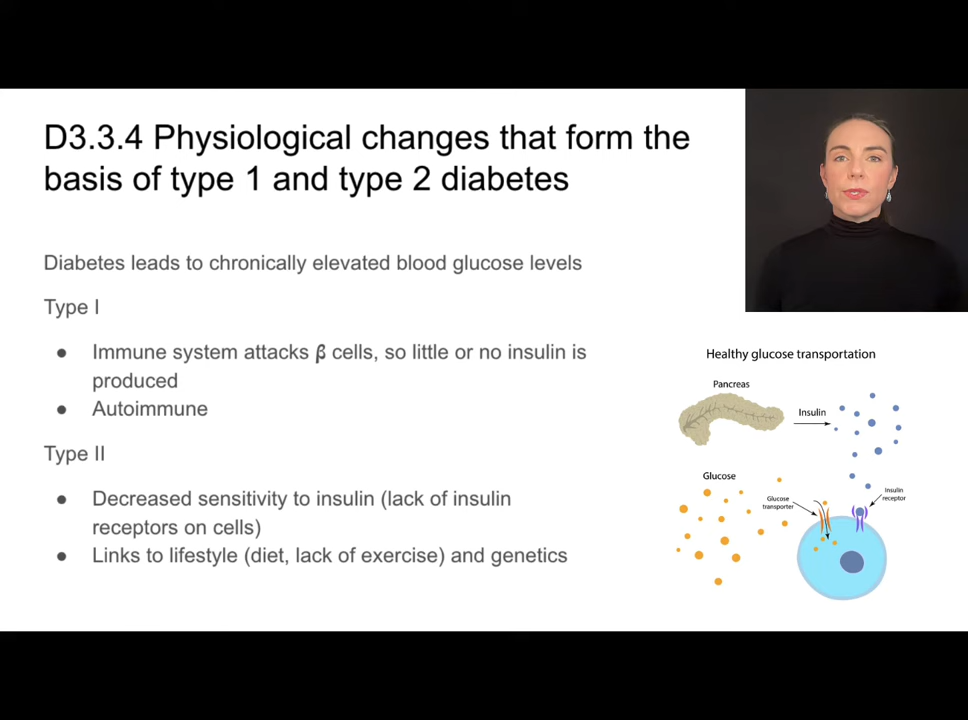 D3.3.4 Physiological changes that form the
basis of type 1 and type 2 diabetes
Diabetes leads to chronically elevated blood glucose levels
Type I
● Immune system attacks β cells, so little or no insulin is
produced
● Autoimmune
Type II
● Decreased sensitivity to insulin (lack of insulin
receptors on cells)
● Links to lifestyle (diet, lack of exercise) and genetics
Healthy glucose transportation
Pancreas
Insulin
Glucose
Glucose
transporter
Insulin
receptor